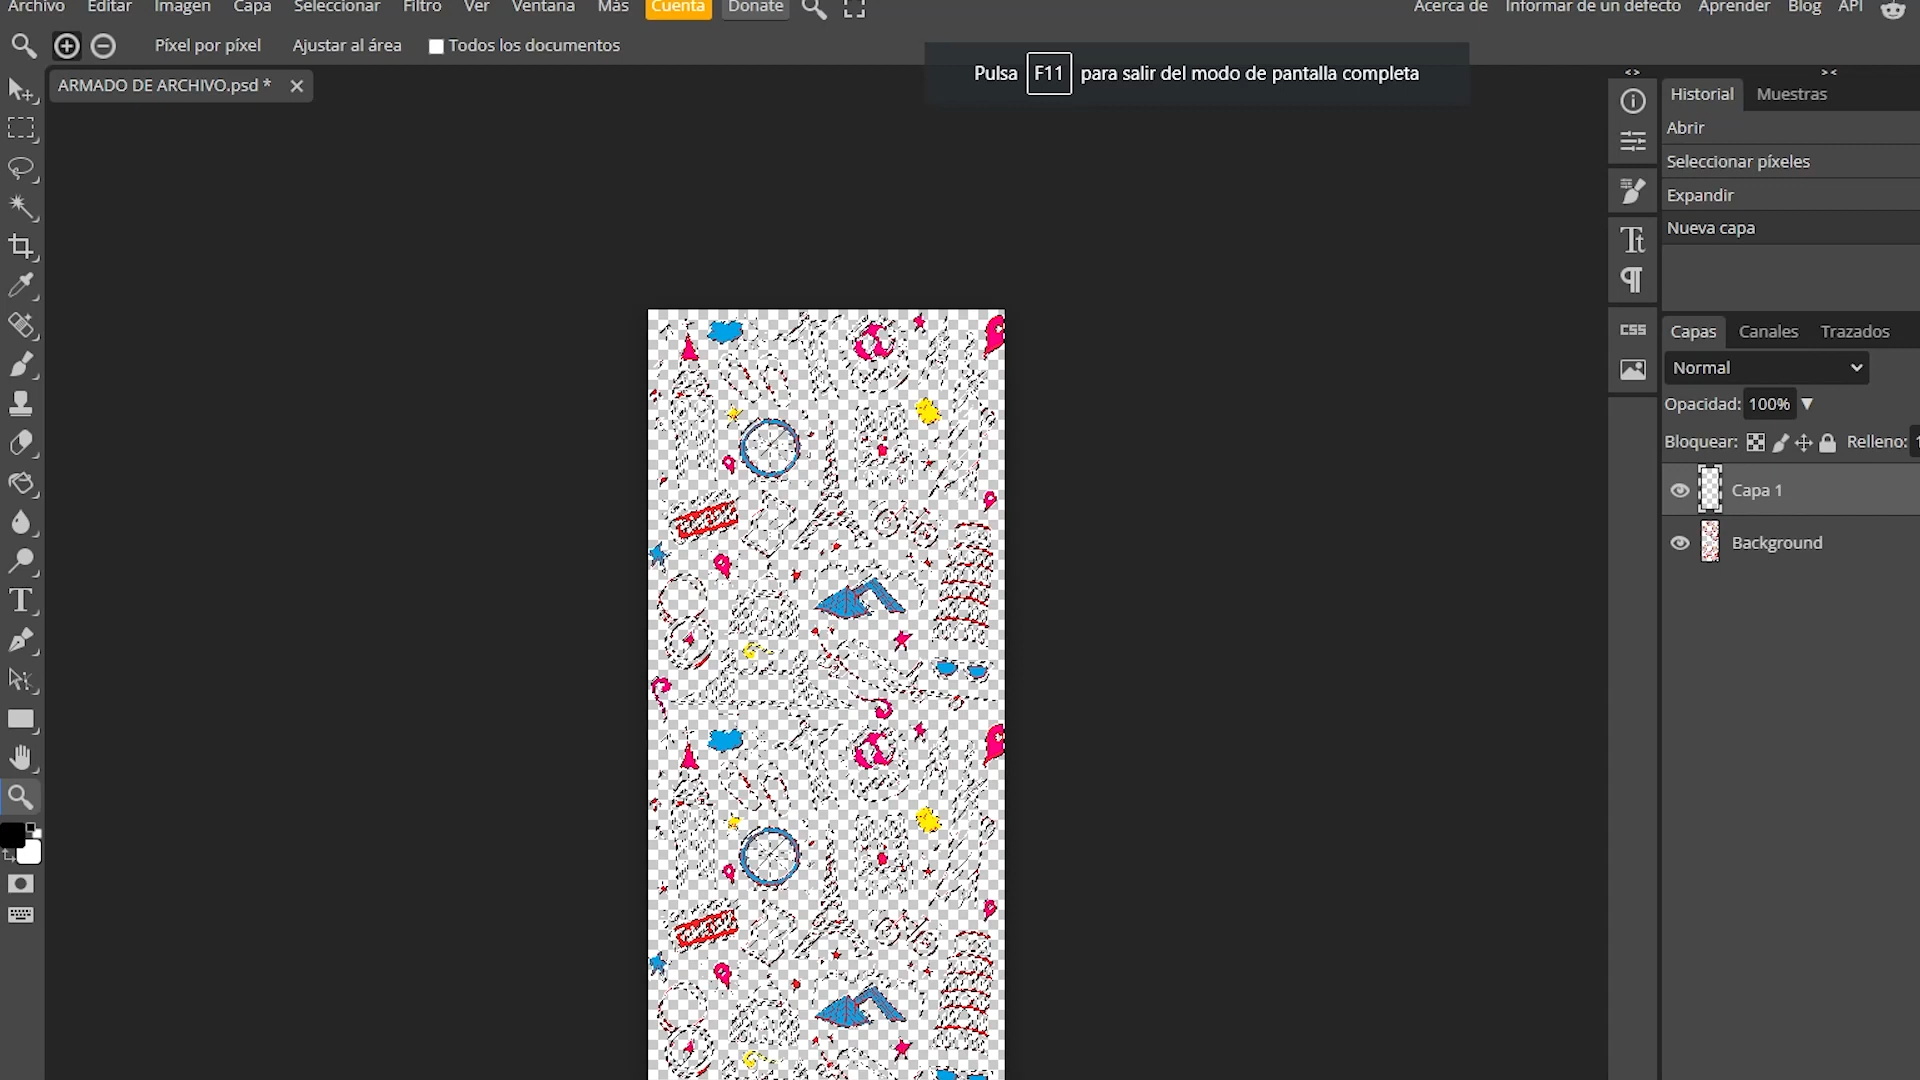 Archivo Editar Imagen Capa Seleccionar Filtro Ver Ventana Más Cuenta Donate Acerca de Informar de un defecto Aprender Blog API
Píxel por píxel Ajustar al área Todos los documentos
Pulsa F11 para salir del modo de pantalla completa
ARMADO DE ARCHIVO.psd *
Historial Muestras
Abrir
Seleccionar píxeles
Expandir
Nueva capa
CSS
Capas Canales Trazados
Normal
Opacidad: 100%
Bloquear: Relleno:
Capa 1
Background